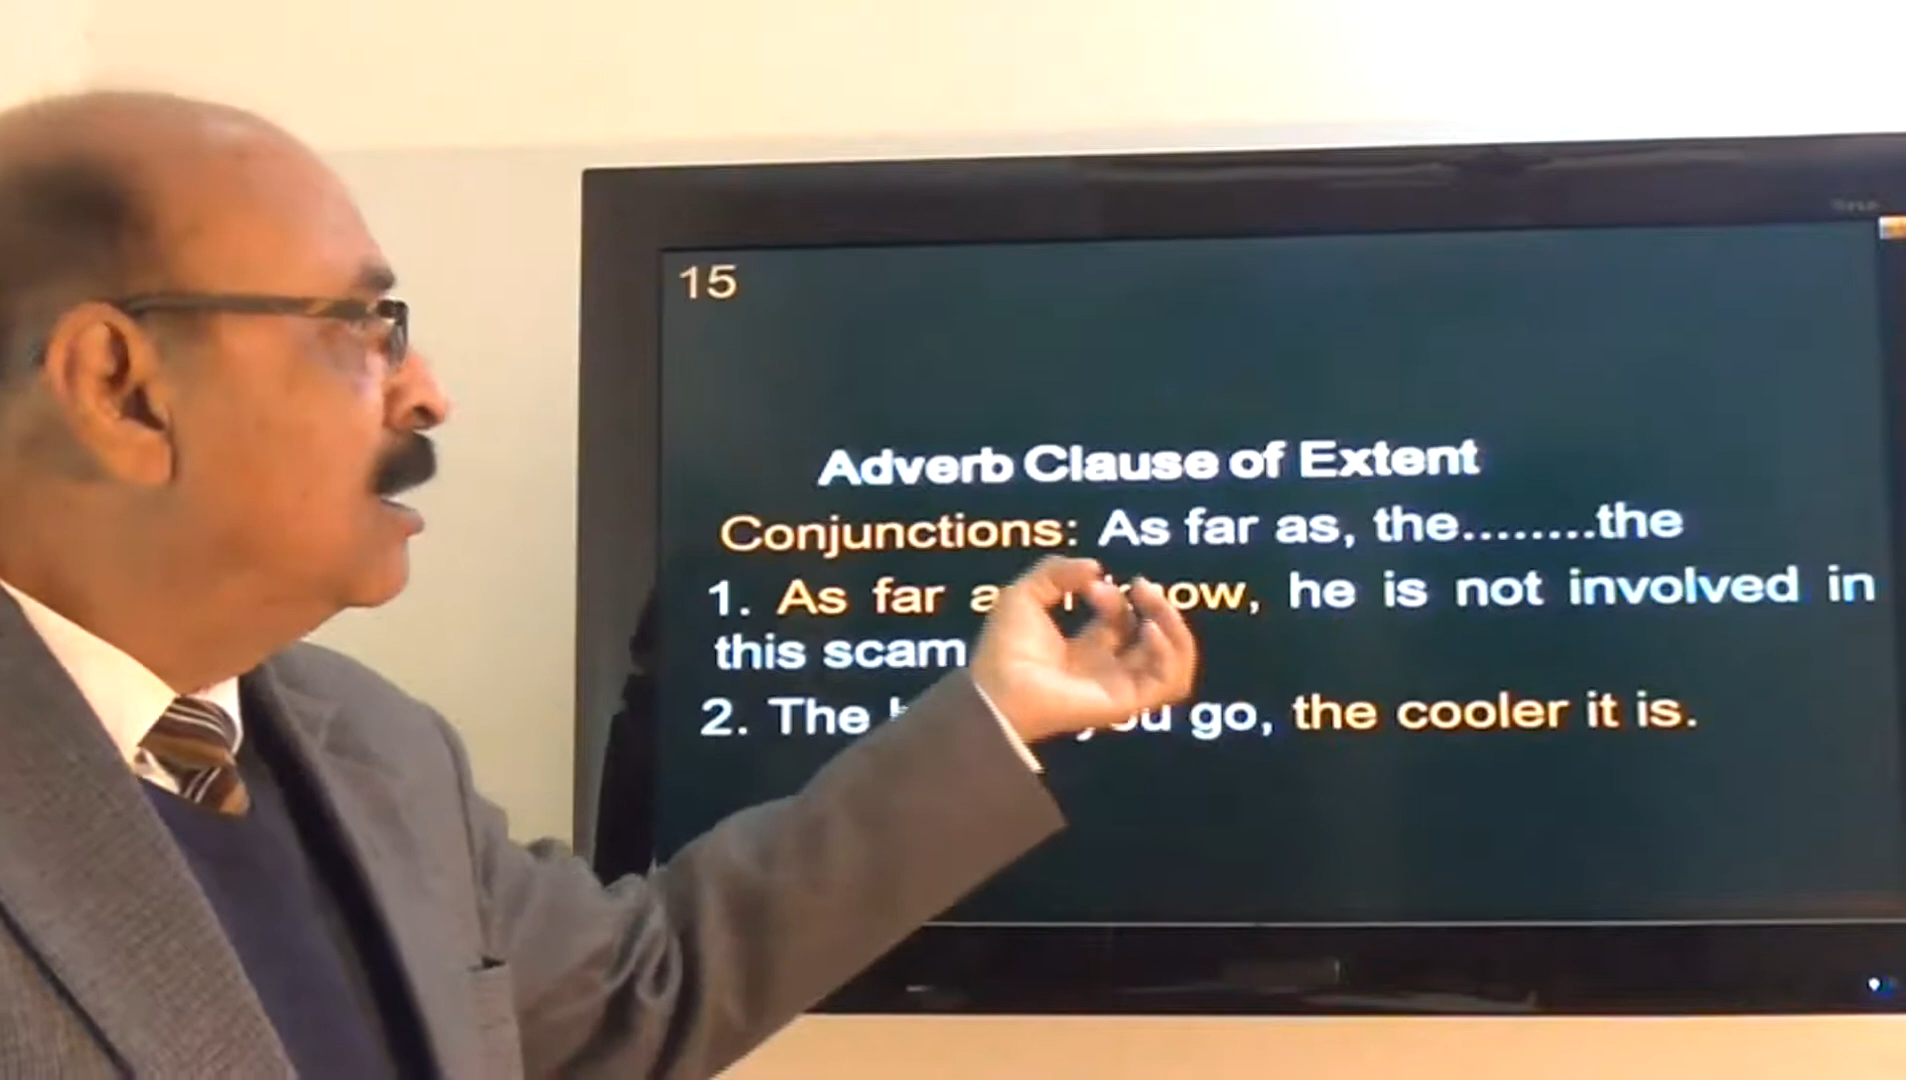 15
Adverb Clause of Extent
Conjunctions: As far as, the........the
1. As far know, he is not involved in
this scam
2. The you go, the cooler it is.